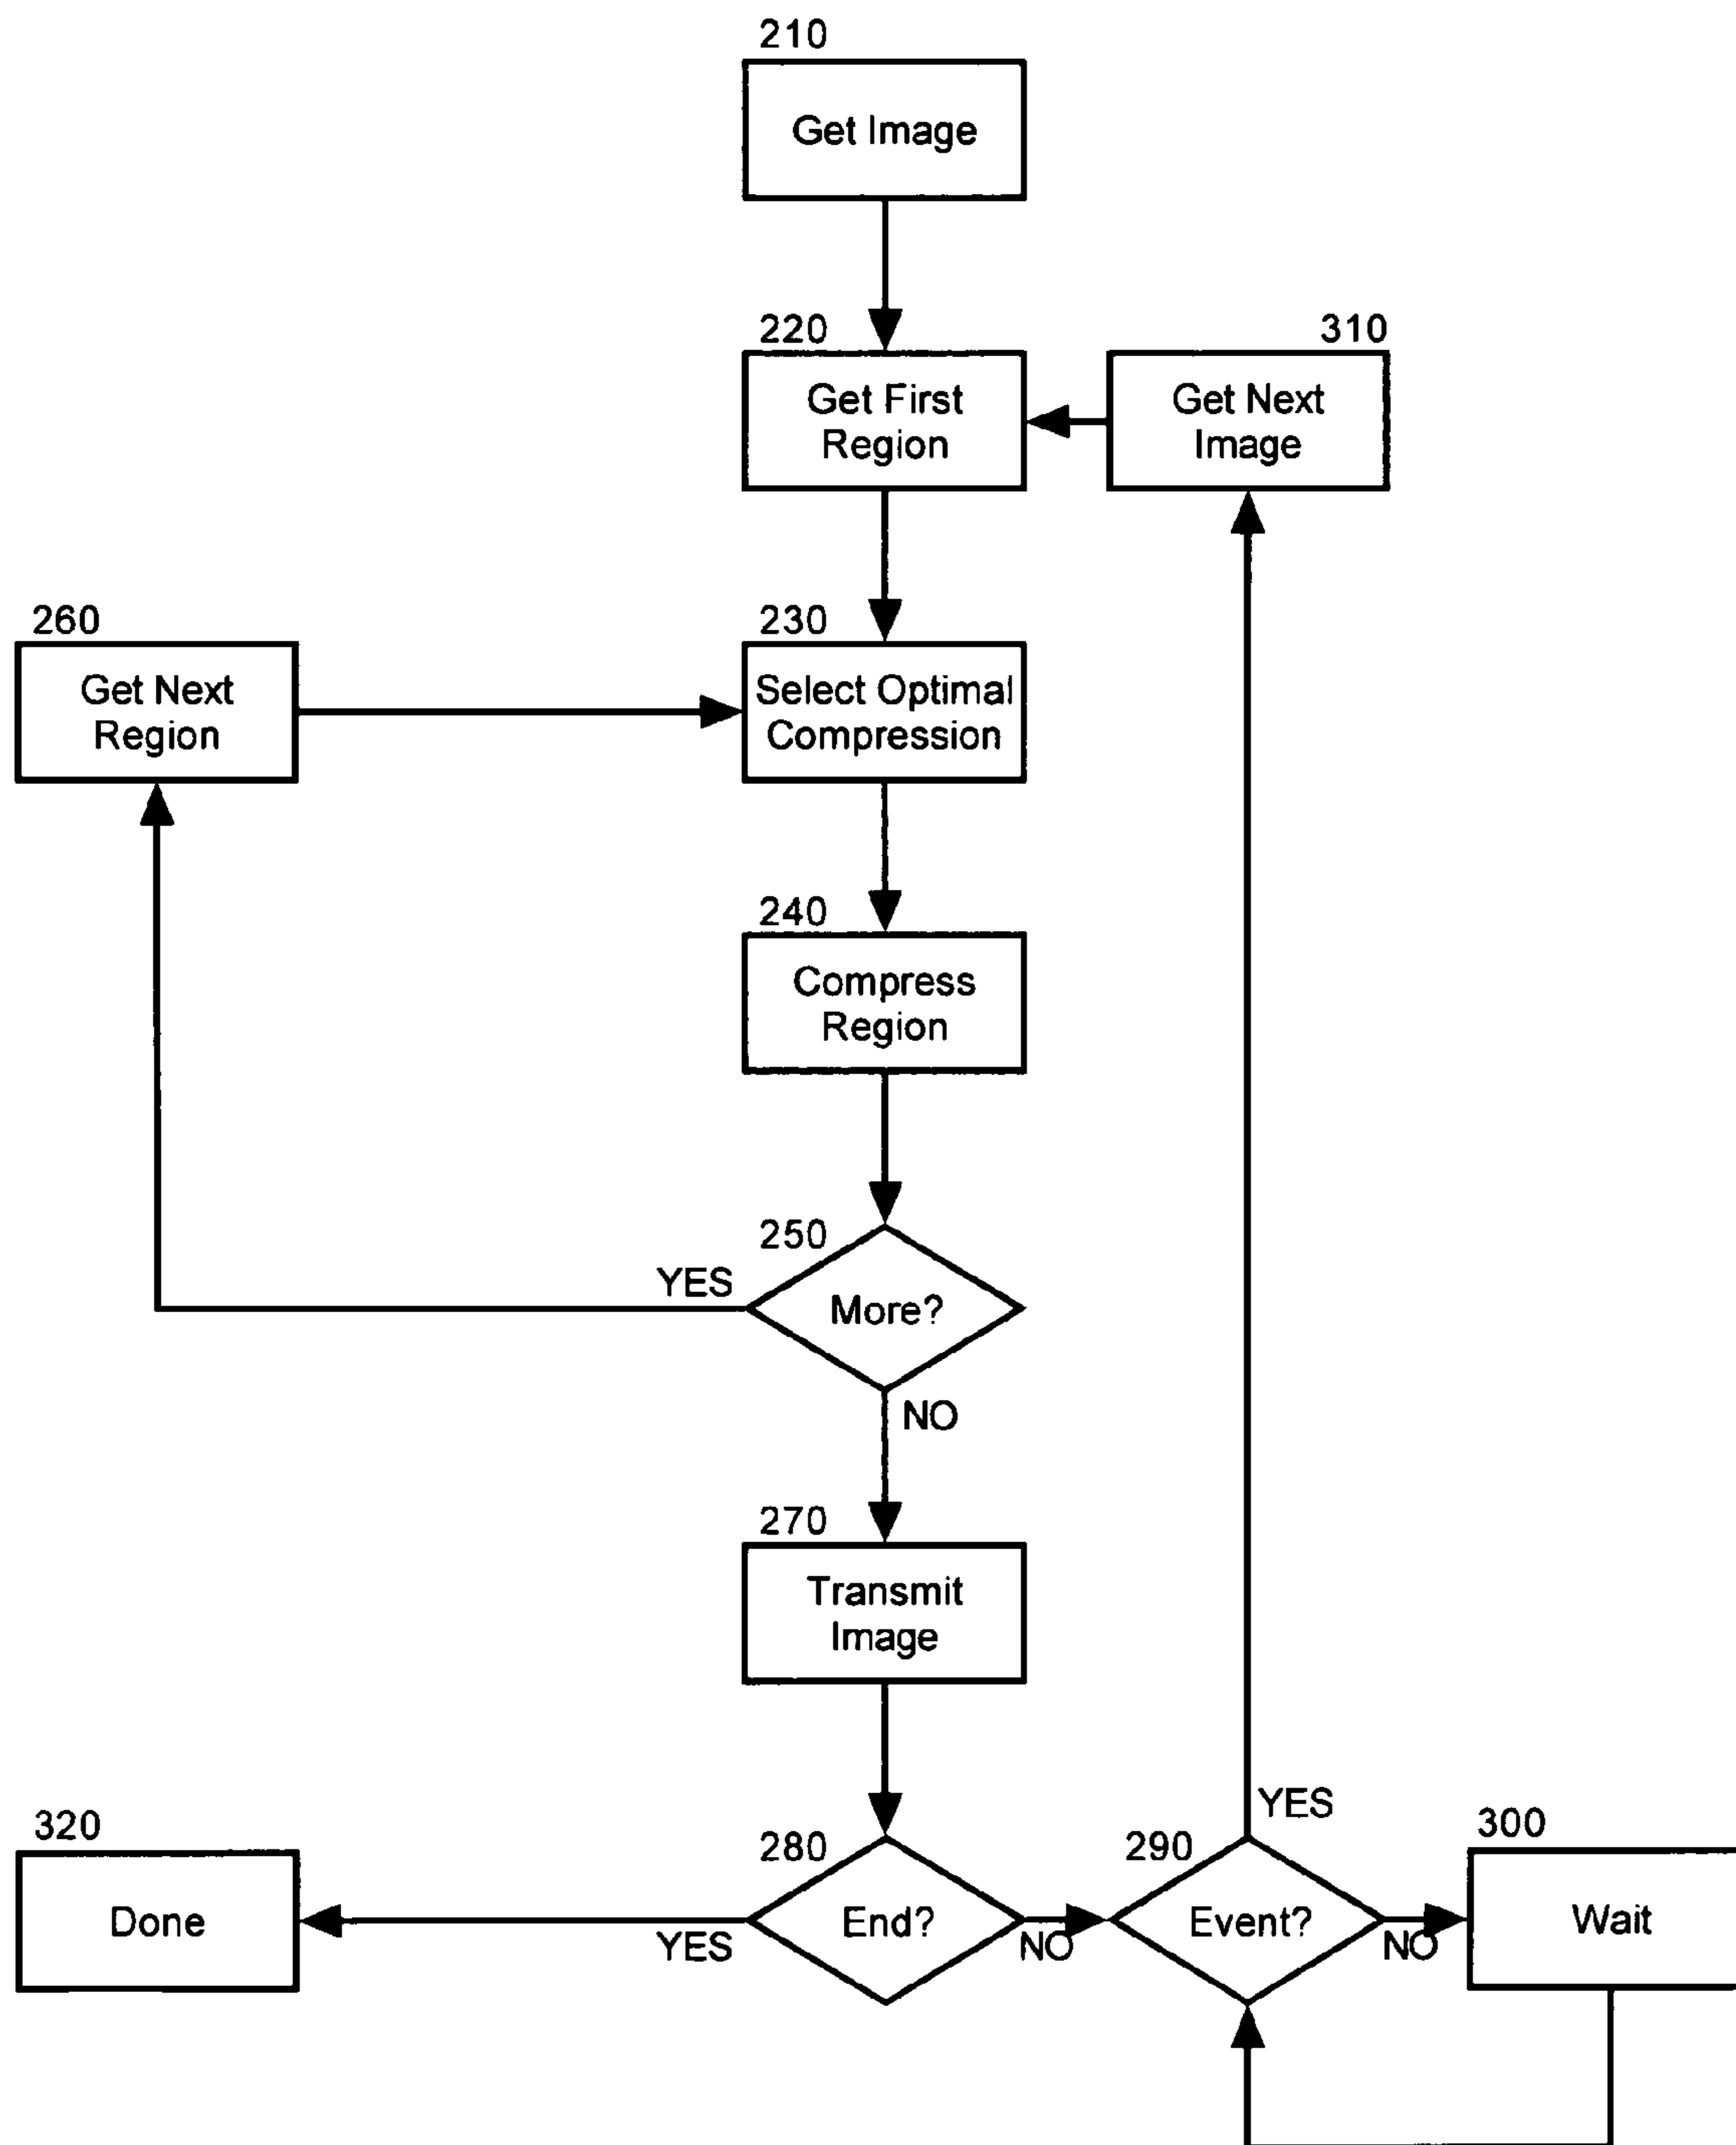 210
Get Image
220
Get First
Region
310
Get Next
Image
260
Get Next
Region
230
Select Optimal
Compression
240
Compress
Region
250
YES
More?
NO
270
Transmit
Image
320
Done
280
YES
End?
NO
290
YES
Event?
NO
300
Wait